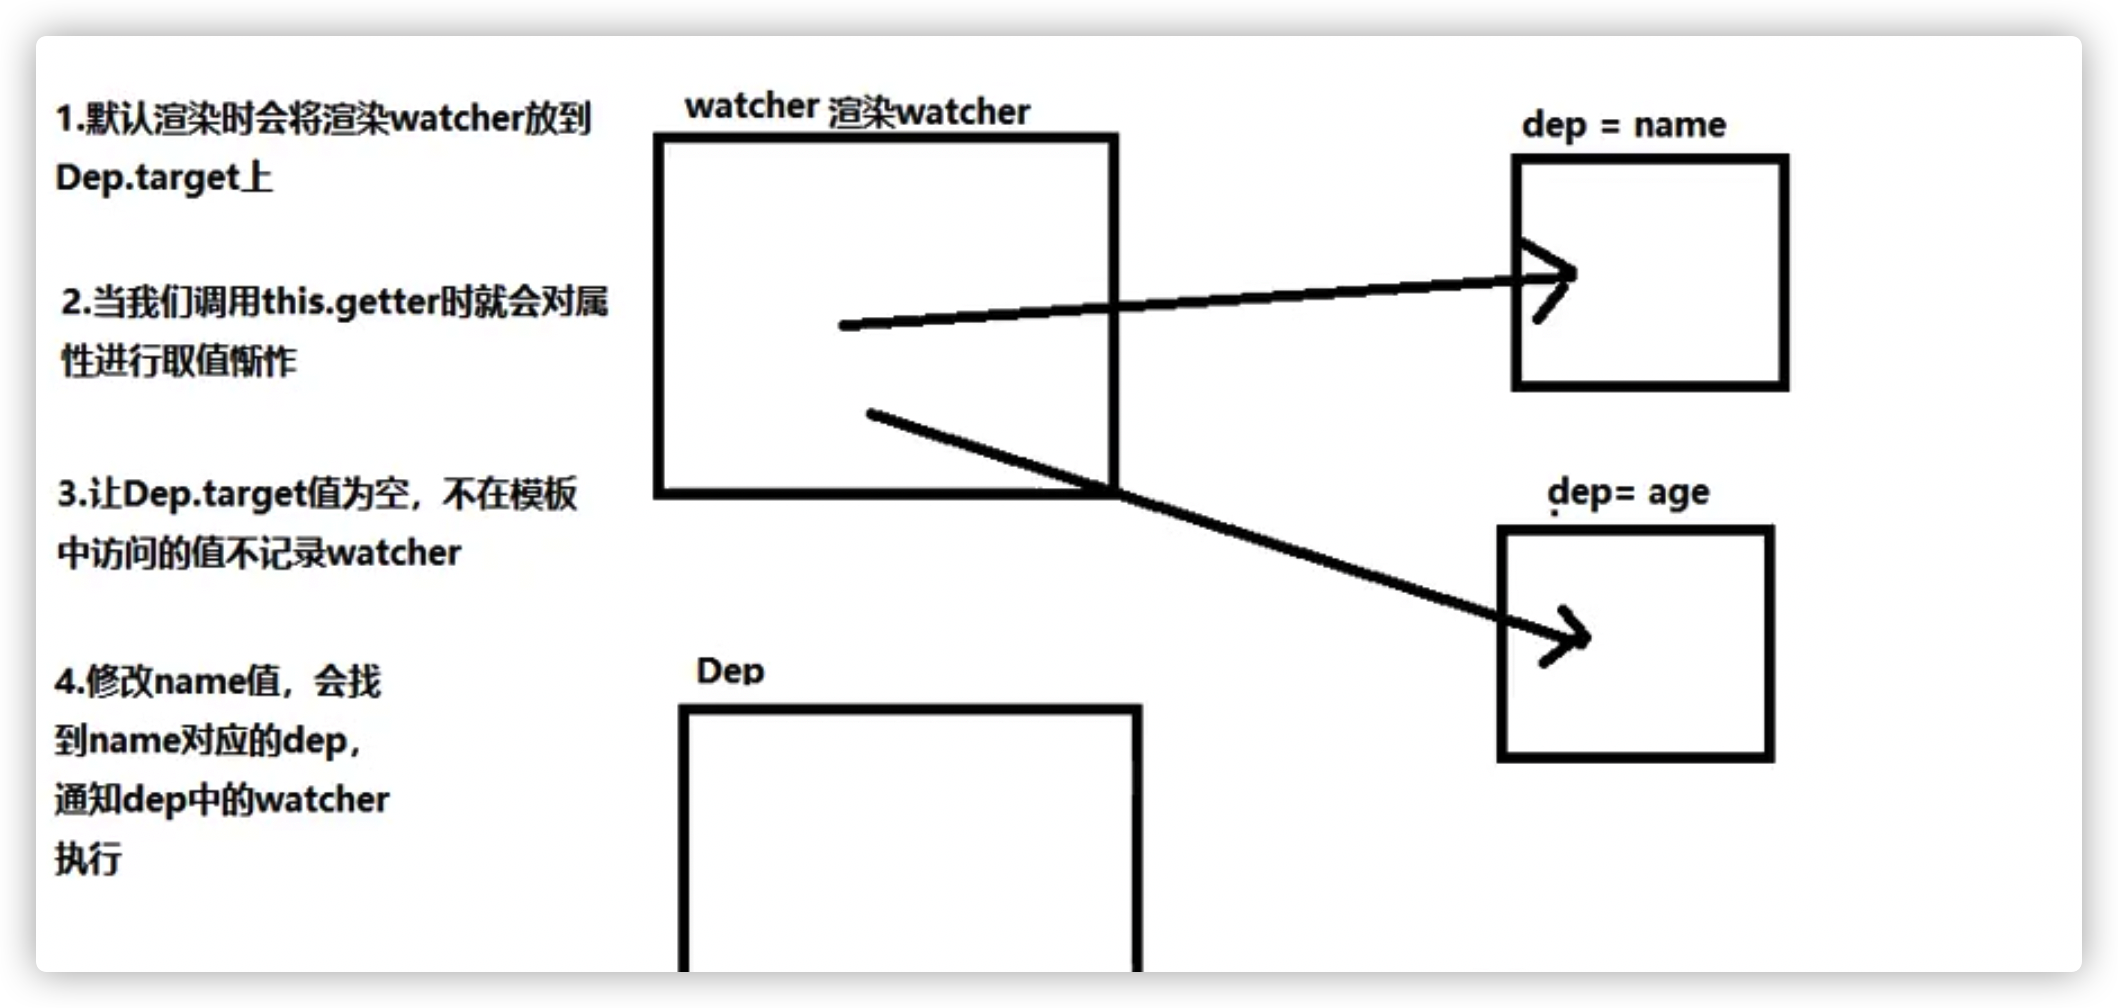 1.默认渲染时会将渲染watcher放到
Dep.target上
2.当我们调用this.getter时就会对属
性进行取值惭怍
3.让Dep.target值为空，不在模板
中访问的值不记录watcher
4.修改name值，会找
到name对应的dep，
通知dep中的watcher
执行
watcher 渲染watcher
dep = name
dep= age
Dep